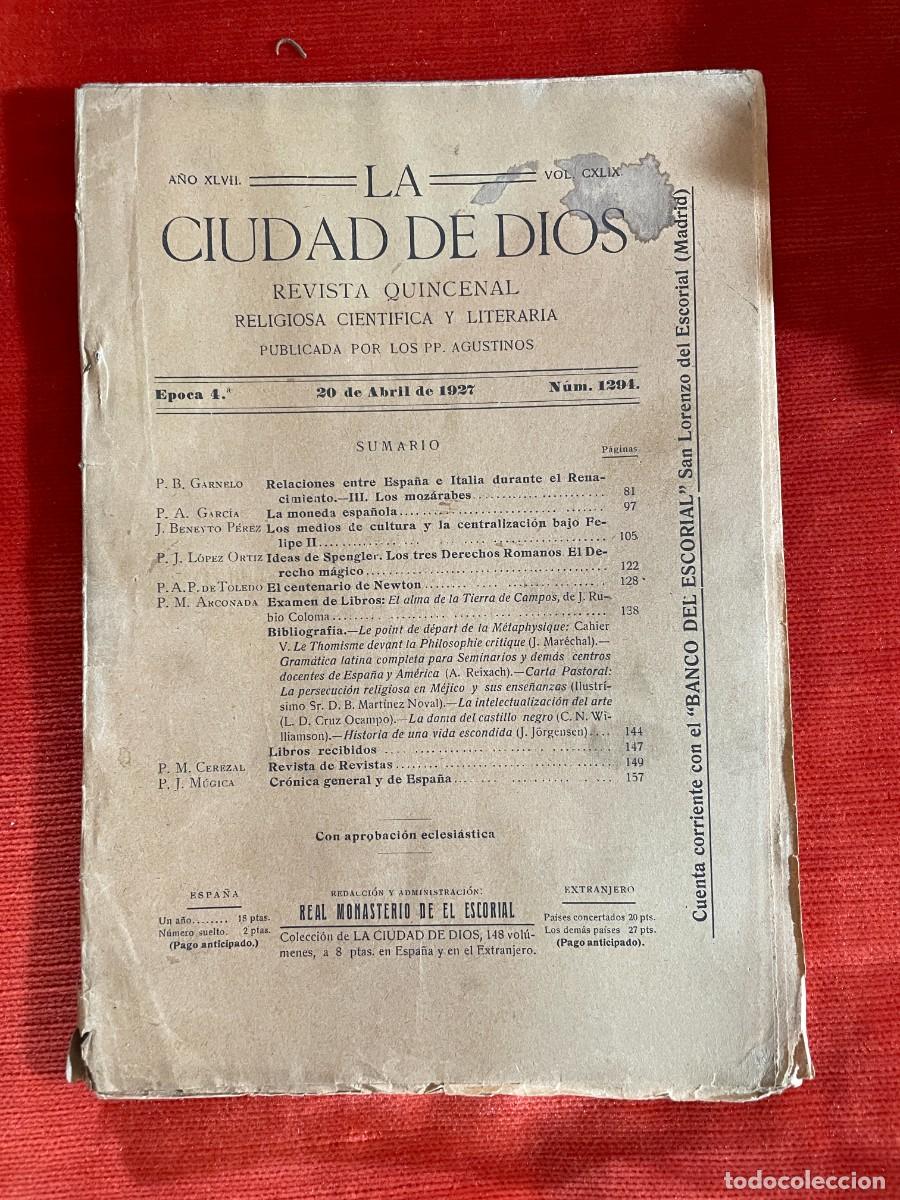 AÑO XLVII. LA VOL. CXLIX
CIUDAD DE DIOS
REVISTA QUINCENAL
RELIGIOSA CIENTIFICA Y LITERARIA
PUBLICADA POR LOS PP. AGUSTINOS
Epoca 4.ª 20 de Abril de 1927 Núm. 1294.
SUMARIO
Páginas
P. B. GARNELO Relaciones entre España e Italia durante el Rena-
cimiento.—III. Los mozárabes 81
P. A. GARCÍA La moneda española 97
J. BENEYTO PÉREZ Los medios de cultura y la centralización bajo Fe-
lipe II 105
P. J. LÓPEZ ORTIZ Ideas de Spengler. Los tres Derechos Romanos. El De-
recho mágico 122
P. A. P. DE TOLEDO El centenario de Newton 128
P. M. ARCONADA Examen de Libros: El alma de la Tierra de Campos, de J. Ru-
bio Coloma 138
Bibliografía.—Le point de départ de la Métaphysique: Cahier
V. Le Thomisme devant la Philosophie critique (J. Maréchal).—
Gramática latina completa para Seminarios y demás centros
docentes de España y América (A. Reixach).—Carta Pastoral:
La persecución religiosa en Méjico y sus enseñanzas (Ilustrí-
simo Sr. D. B. Martínez Noval).—La intelectualización del arte
(L. D. Cruz Ocampo).—La dama del castillo negro (C. N. Wi-
lliamson).—Historia de una vida escondida (J. Jörgensen).... 144
Libros recibidos 147
P. M. CEREZAL Revista de Revistas 149
P. J. MÚGICA Crónica general y de España 157
Con aprobación eclesiástica
ESPAÑA
Un año........ 18 ptas.
Número suelto. 2 ptas.
(Pago anticipado.)
REDACCIÓN Y ADMINISTRACIÓN:
REAL MONASTERIO DE EL ESCORIAL
Colección de LA CIUDAD DE DIOS, 148 volú-
menes, a 8 ptas. en España y en el Extranjero.
EXTRANJERO
Países concertados 20 pts.
Los demás países 27 pts.
(Pago anticipado).
Cuenta corriente con el "BANCO DEL ESCORIAL" San Lorenzo del Escorial (Madrid)
todocoleccion